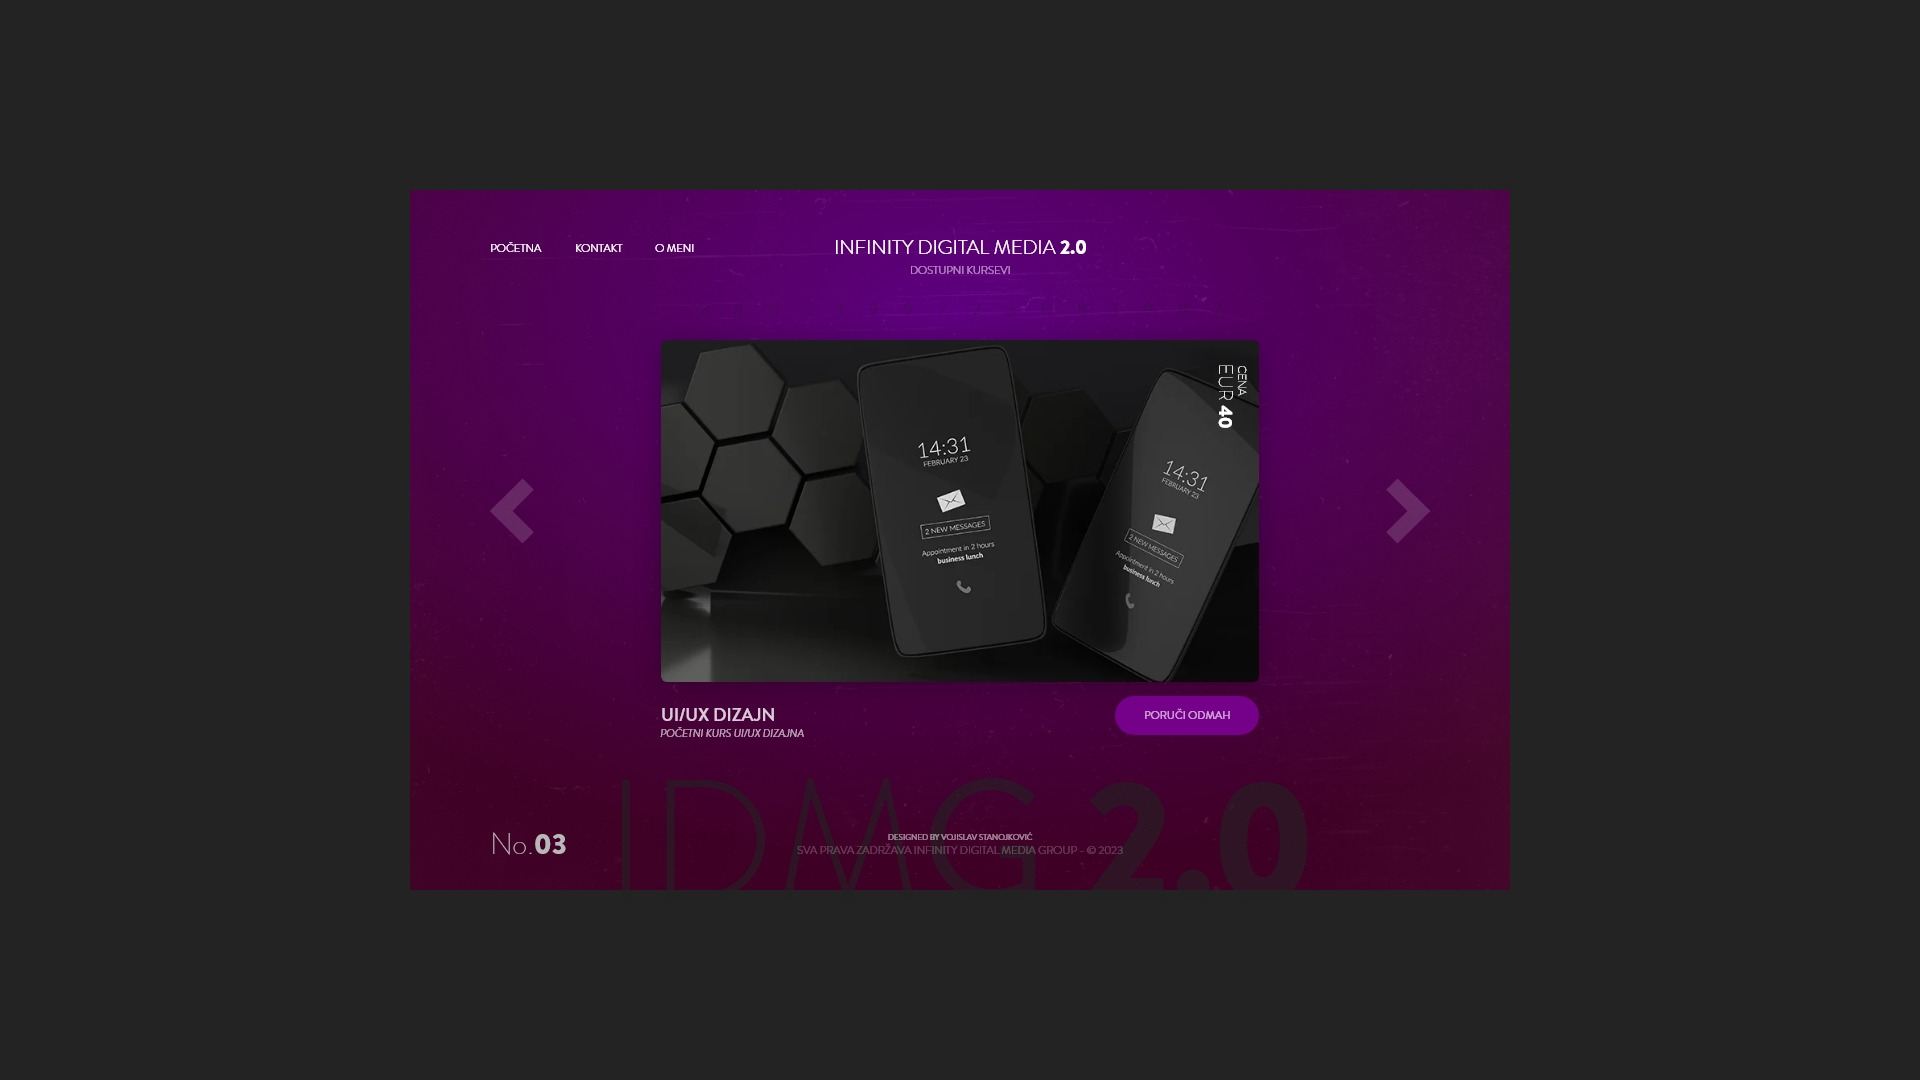 POČETNA KONTAKT O MENI
INFINITY DIGITAL MEDIA 2.0
DOSTUPNI KURSEVI
CENA
EUR 40
14:31
FEBRUARY 23
2 NEW MESSAGES
Appointment in 2 hours
business lunch
14:31
FEBRUARY 23
2 NEW MESSAGES
Appointment in 2 hours
business lunch
UI/UX DIZAJN
POČETNI KURS UI/UX DIZAJNA
PORUČI ODMAH
IDMG 2.0
No.03
DESIGNED BY VOJISLAV STANOJKOVIĆ
SVA PRAVA ZADRŽAVA INFINITY DIGITAL MEDIA GROUP - © 2023